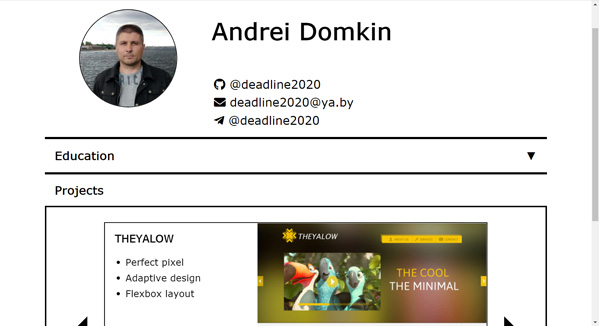 Andrei Domkin
@deadline2020
deadline2020@ya.by
@deadline2020
Education
Projects
THEYALOW
Perfect pixel
Adaptive design
Flexbox layout
THEYALOW
THE COOL
THE MINIMAL